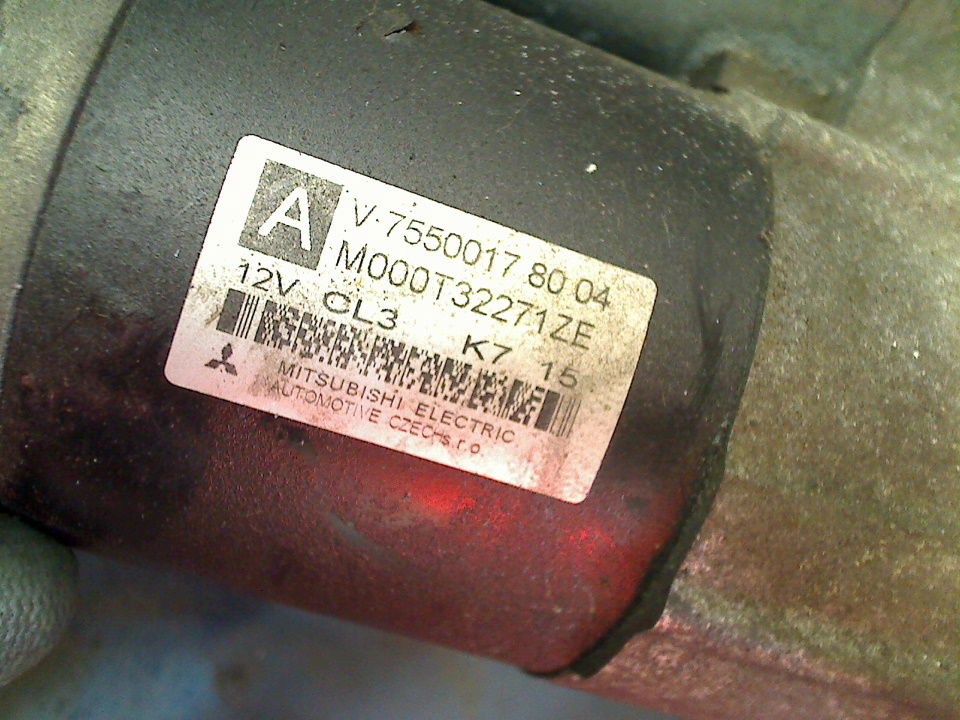 A
V 7550017 80 04
M000T32271ZE
12V CL3 K7 15
MITSUBISHI ELECTRIC
AUTOMOTIVE CZECH s.r.o.